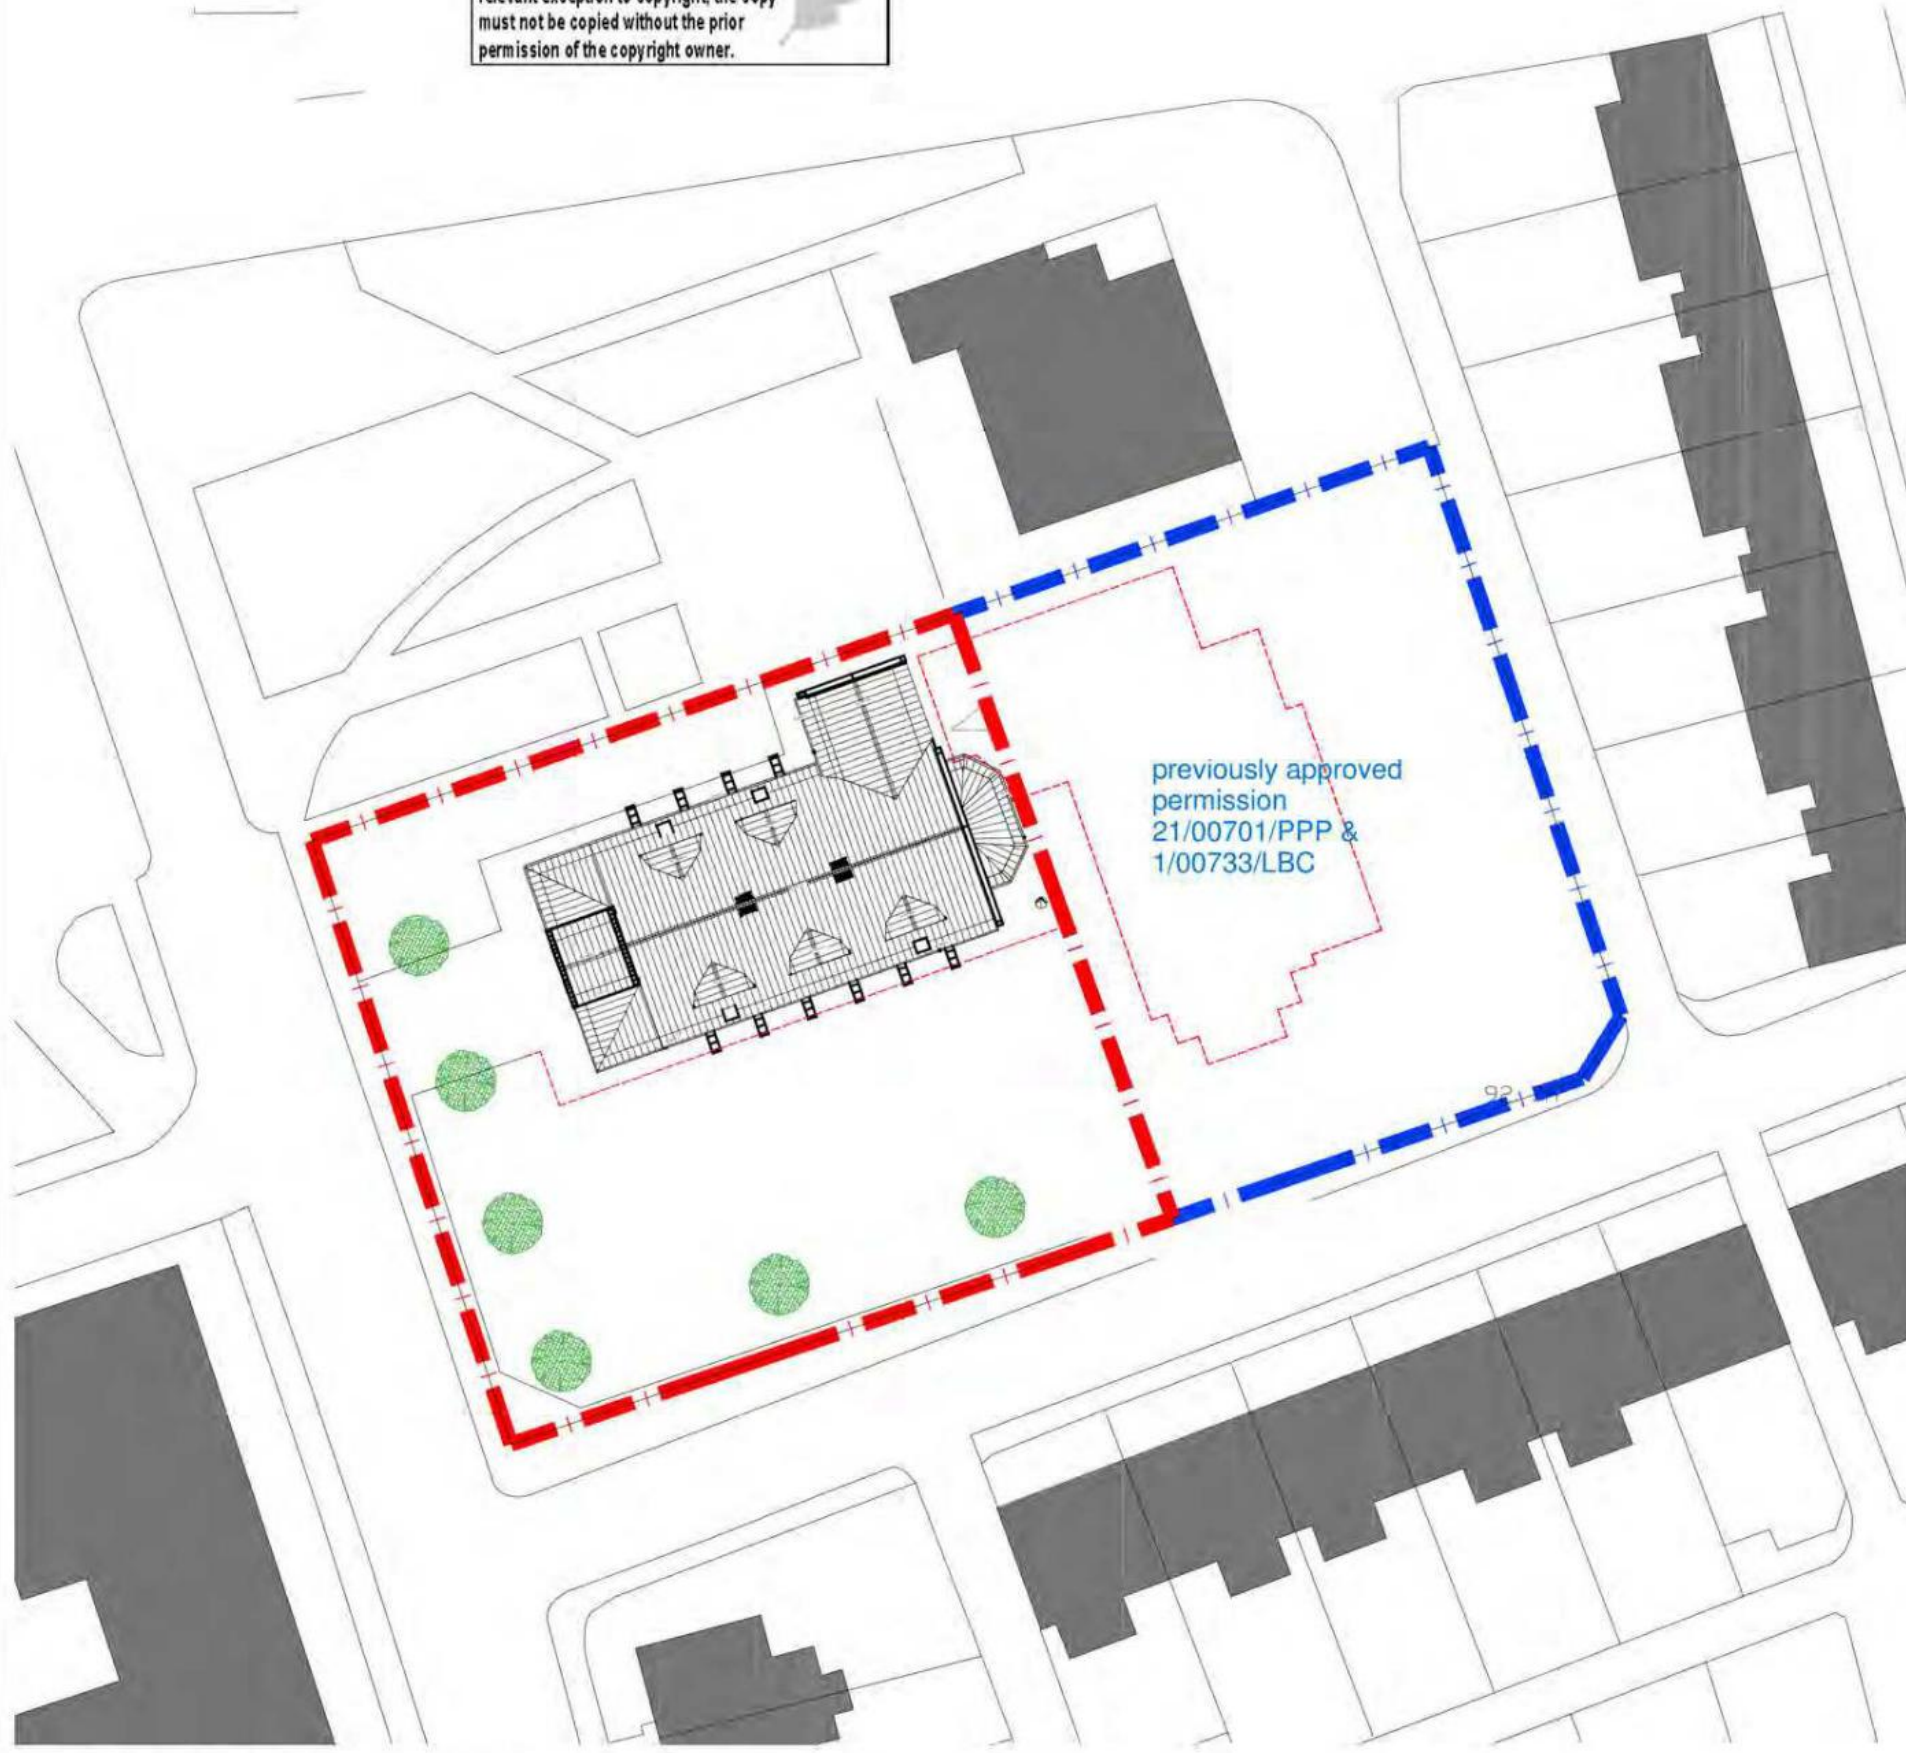 must not be copied without the prior
permission of the copyright owner.
previously approved
permission
21/00701/PPP &
1/00733/LBC
92